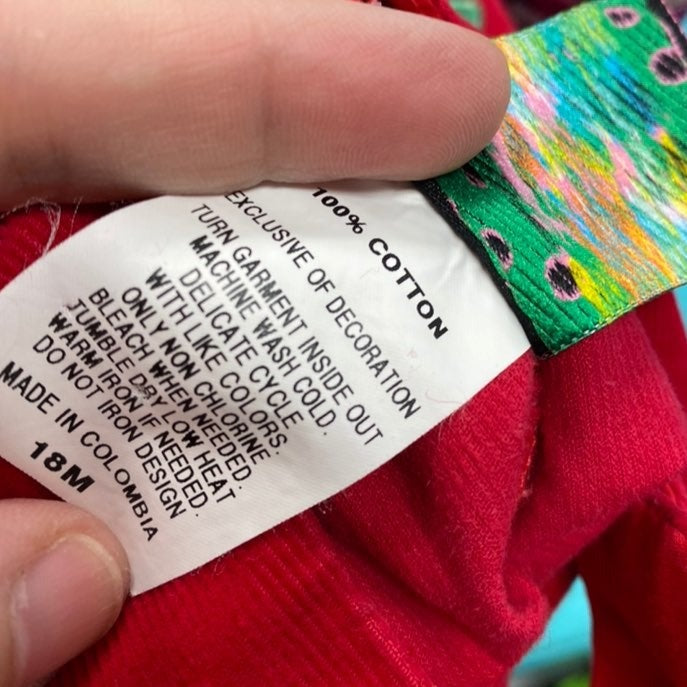 100% COTTON
EXCLUSIVE OF DECORATION
TURN GARMENT INSIDE OUT
MACHINE WASH COLD.
DELICATE CYCLE
WITH LIKE COLORS.
ONLY NON CHLORINE
BLEACH WHEN NEEDED.
TUMBLE DRY LOW HEAT
WARM IRON IF NEEDED.
DO NOT IRON DESIGN
MADE IN COLOMBIA
18M